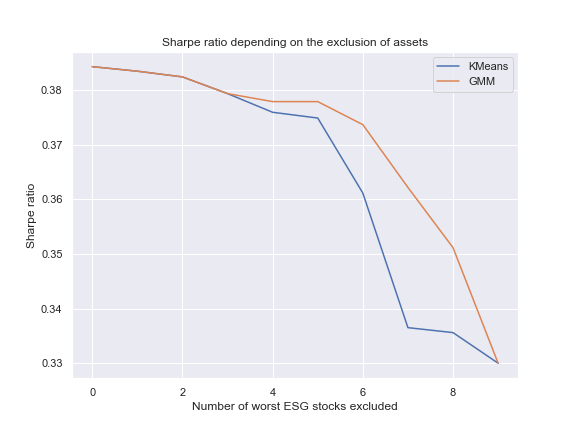 Sharpe ratio depending on the exclusion of assets
KMeans
GMM
Sharpe ratio
0.38
0.37
0.36
0.35
0.34
0.33
0 2 4 6 8
Number of worst ESG stocks excluded